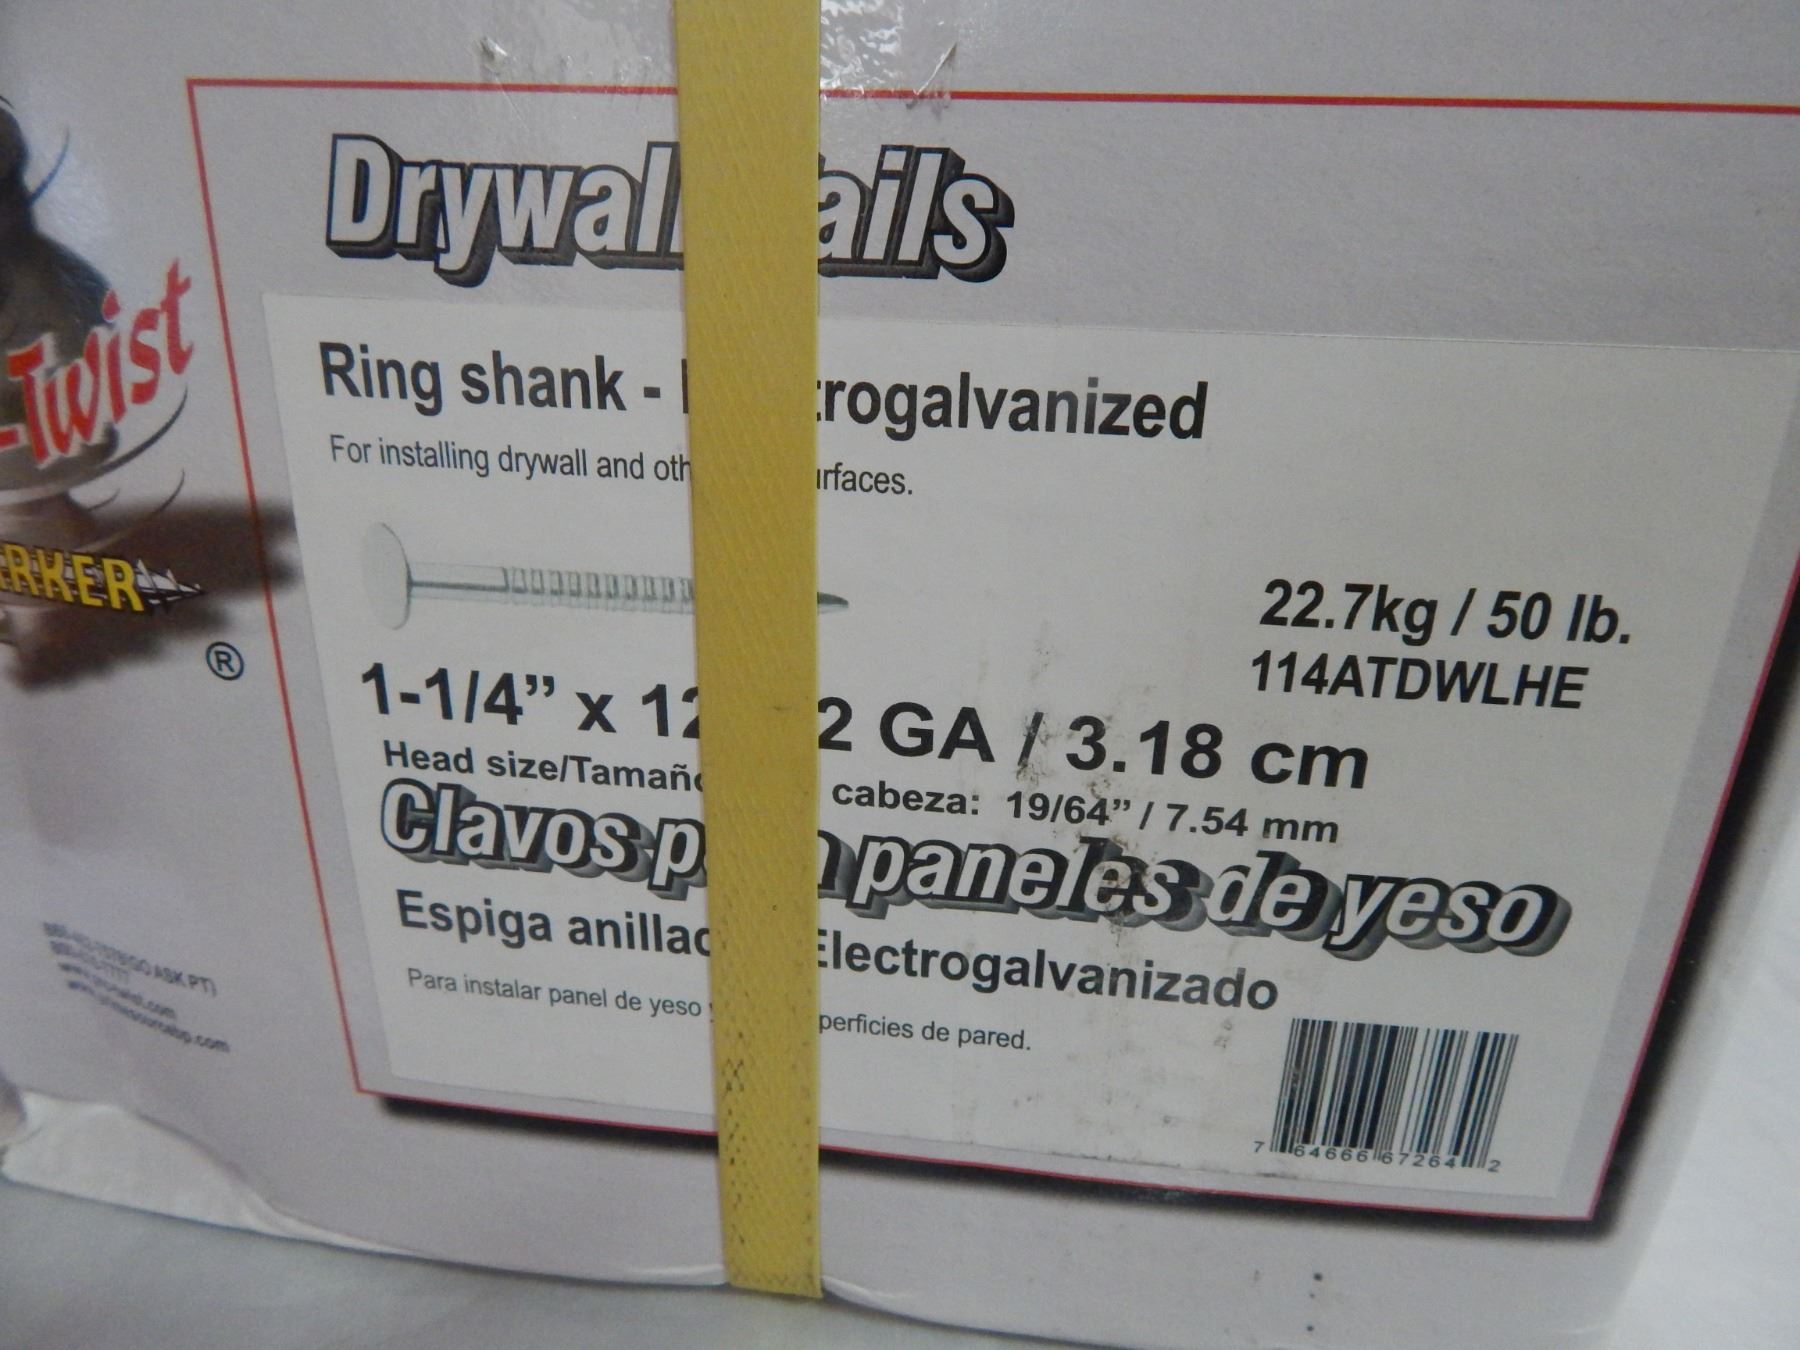 Drywal ails
Ring shank - trogalvanized
For installing drywall and oth rfaces.
-Twist
RKER
®
22.7kg / 50 lb.
114ATDWLHE
1-1/4” x 12 2 GA / 3.18 cm
Head size/Tamaño cabeza: 19/64” / 7.54 mm
Clavos p a paneles de yeso
Espiga anillad Electrogalvanizado
Para instalar panel de yeso y perficies de pared.
7 64666 67264 2